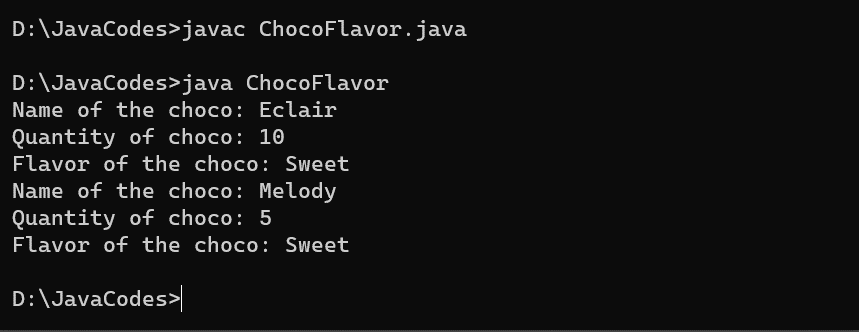 D:\JavaCodes>javac ChocoFlavor.java
D:\JavaCodes>java ChocoFlavor
Name of the choco: Eclair
Quantity of choco: 10
Flavor of the choco: Sweet
Name of the choco: Melody
Quantity of choco: 5
Flavor of the choco: Sweet
D:\JavaCodes>